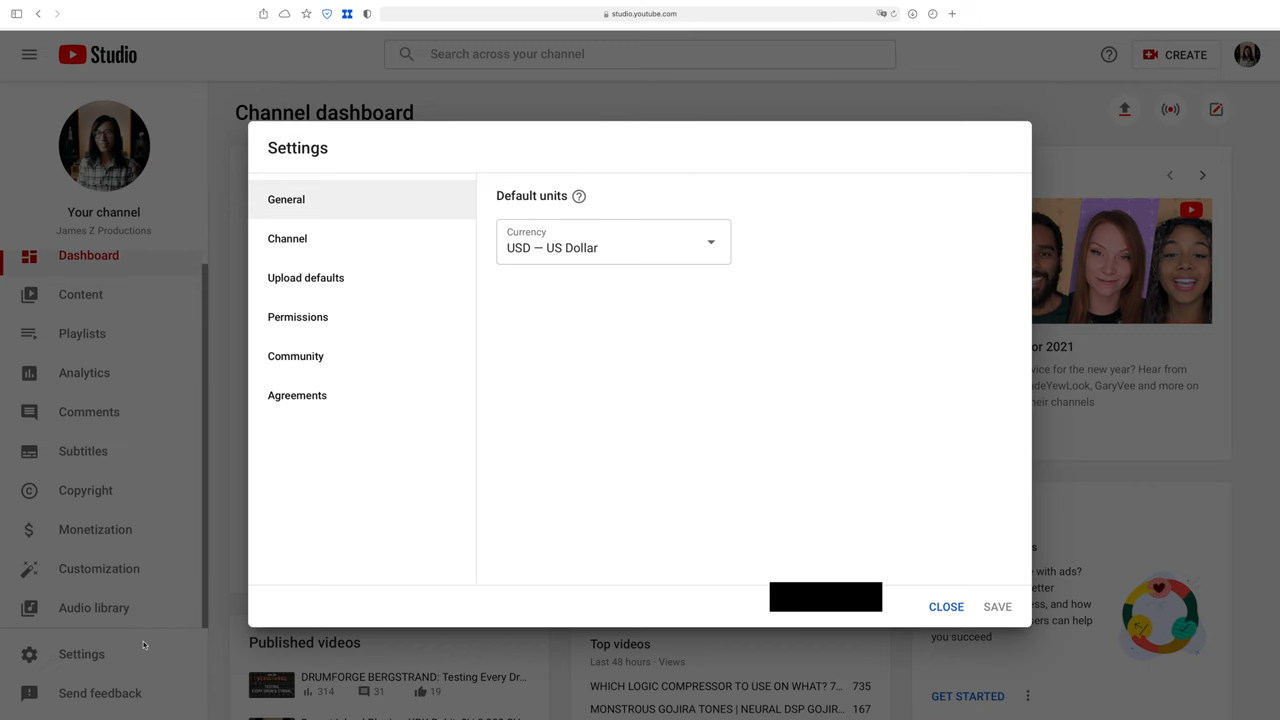 studio.youtube.com
Studio
Search across your channel
CREATE
Your channel
James Z Productions
Dashboard
Content
Playlists
Analytics
Comments
Subtitles
Copyright
Monetization
Customization
Audio library
Settings
Send feedback
Channel dashboard
Settings
General
Channel
Upload defaults
Permissions
Community
Agreements
Default units
Currency
USD — US Dollar
CLOSE
SAVE
or 2021
vice for the new year? Hear from
adeYewLook, GaryVee and more on
heir channels
s
with ads?
etter
ess, and how
sers can help
you succeed
GET STARTED
Published videos
DRUMFORGE BERGSTRAND: Testing Every Dr...
314 31 19
Top videos
Last 48 hours · Views
WHICH LOGIC COMPRESSOR TO USE ON WHAT? 7... 735
MONSTROUS GOJIRA TONES | NEURAL DSP GOJIR... 167